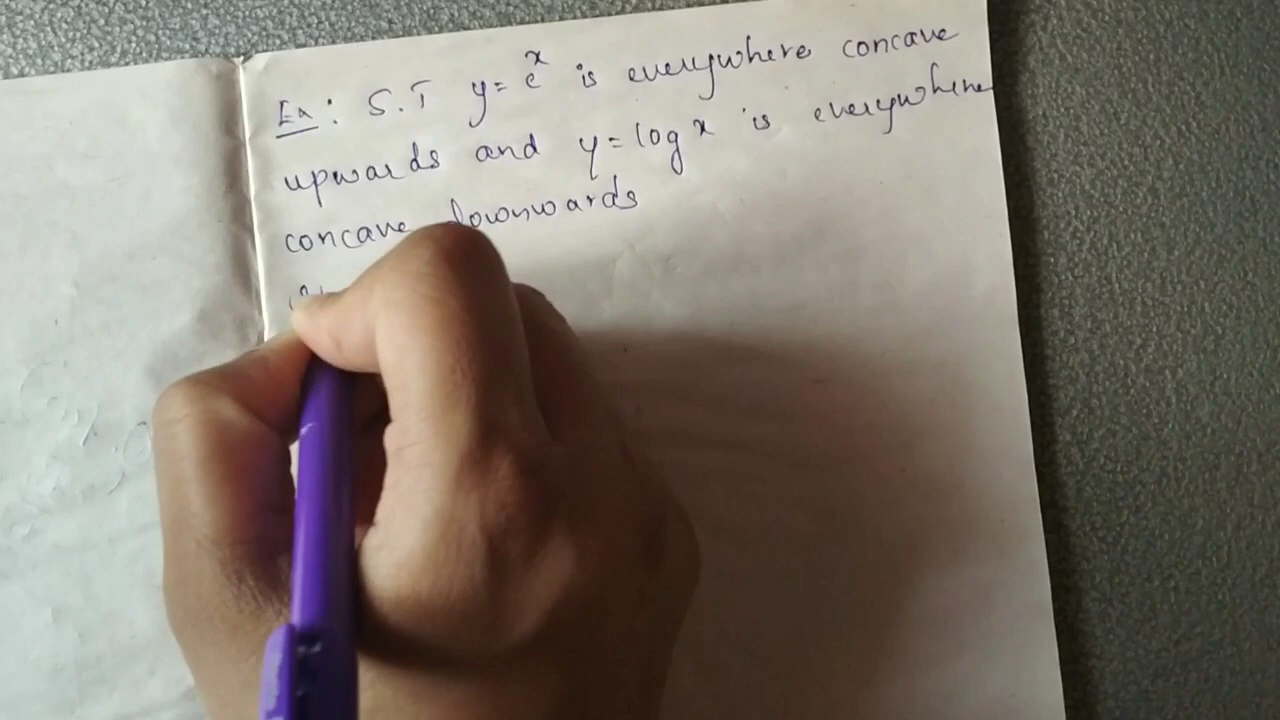 Ex: S.T y = e^x is everywhere concave
upwards and y = log x is everywhere
concave downwards